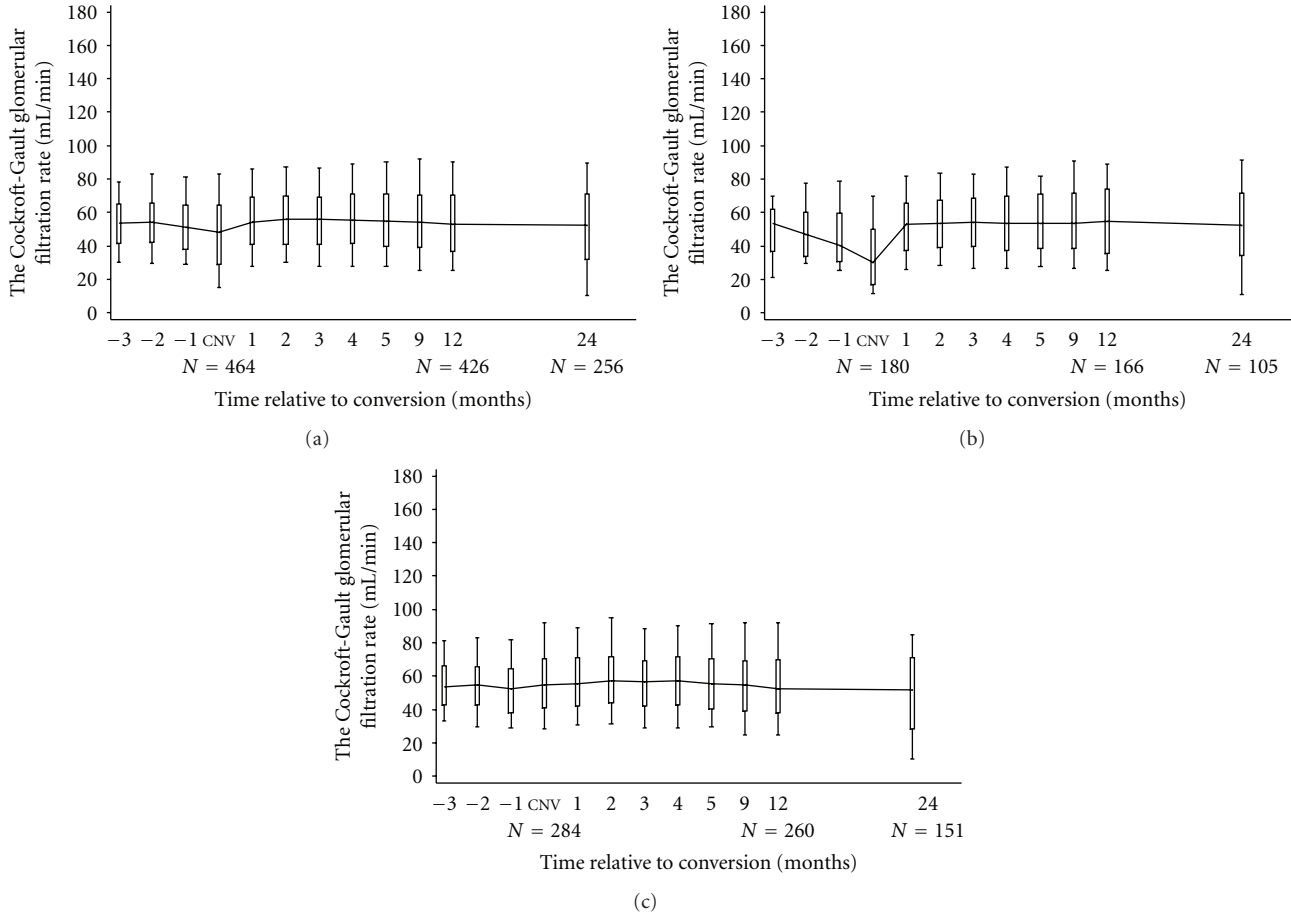 The Cockroft-Gault glomerular
filtration rate (mL/min)
180
160
140
120
100
80
60
40
20
0
−3 −2 −1 CNV 1 2 3 4 5 9 12 24
N = 464 N = 426 N = 256
Time relative to conversion (months)
(a)
The Cockroft-Gault glomerular
filtration rate (mL/min)
180
160
140
120
100
80
60
40
20
0
−3 −2 −1 CNV 1 2 3 4 5 9 12 24
N = 180 N = 166 N = 105
Time relative to conversion (months)
(b)
The Cockroft-Gault glomerular
filtration rate (mL/min)
180
160
140
120
100
80
60
40
20
0
−3 −2 −1 CNV 1 2 3 4 5 9 12 24
N = 284 N = 260 N = 151
Time relative to conversion (months)
(c)